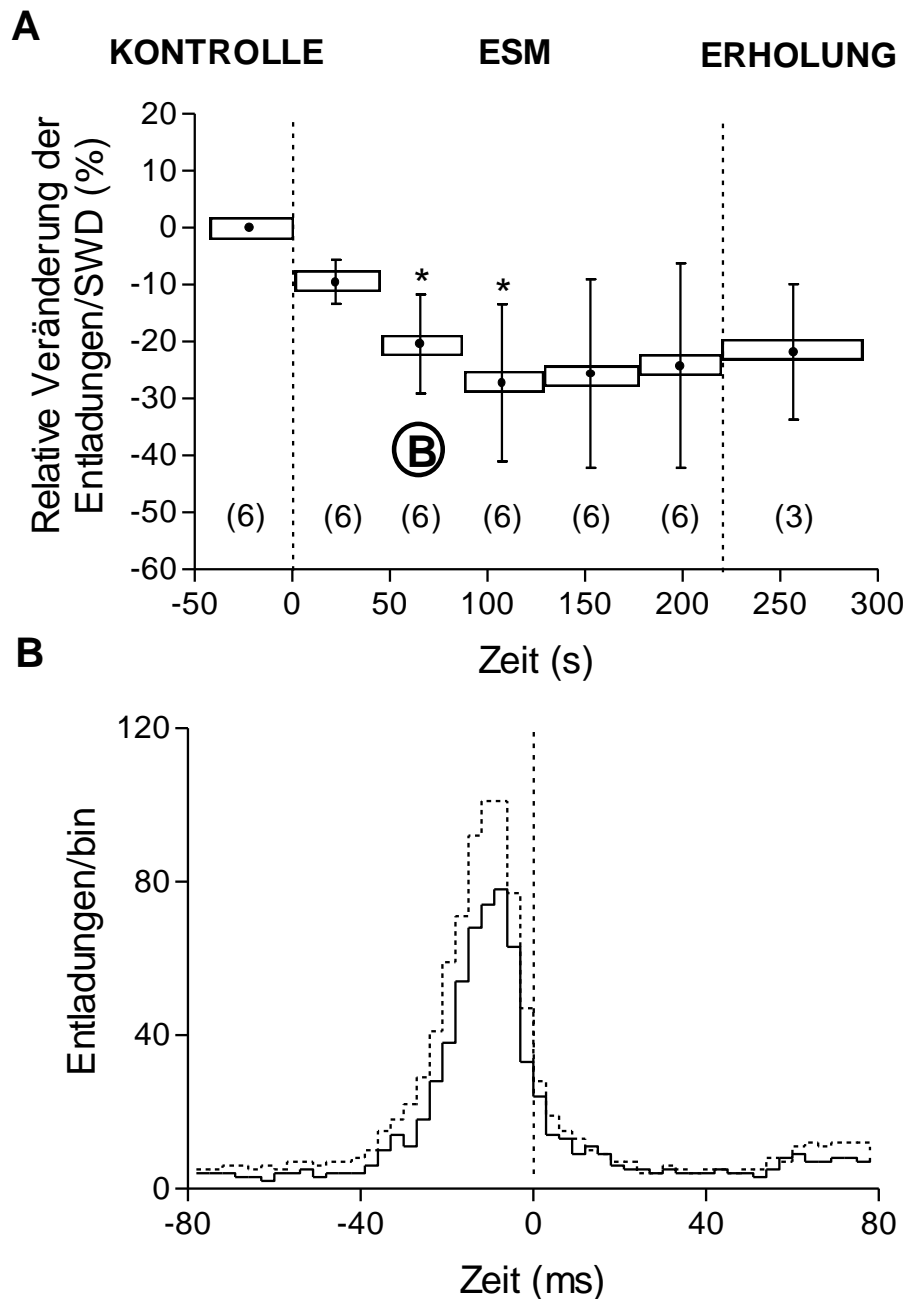 A
KONTROLLE ESM ERHOLUNG
Relative Veränderung der
Entladungen/SWD (%)
20
10
0
-10
-20
-30
-40
-50
-60
* *
B
(6) (6) (6) (6) (6) (6) (3)
-50 0 50 100 150 200 250 300
Zeit (s)
B
Entladungen/bin
120
80
40
0
-80 -40 0 40 80
Zeit (ms)